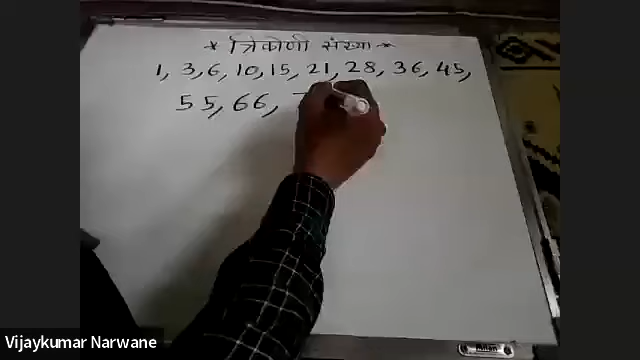 * त्रिकोणी संख्या *
1, 3, 6, 10, 15, 21, 28, 36, 45,
55, 66,
Vijaykumar Narwane